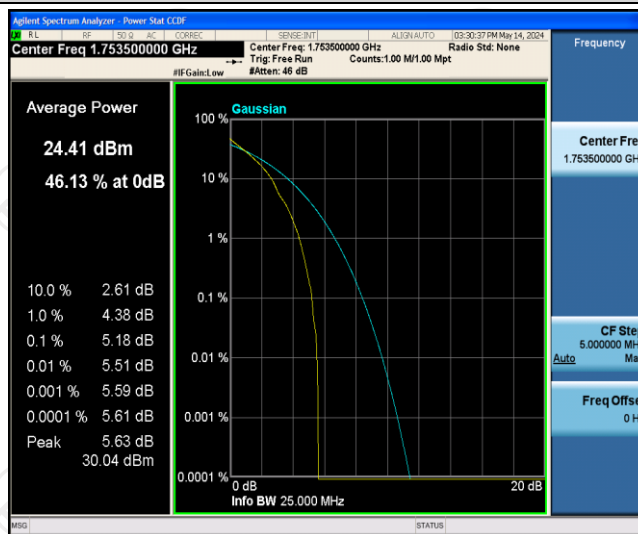 Agilent Spectrum Analyzer - Power Stat CCDF
RL RF 50 Ω AC CORREC SENSE:INT ALIGN AUTO 03:30:37 PM May 14, 2024
Center Freq 1.753500000 GHz
Center Freq: 1.753500000 GHz Radio Std: None
Trig: Free Run Counts:1.00 M/1.00 Mpt
#IFGain:Low #Atten: 46 dB
Frequency
Average Power
24.41 dBm
46.13 % at 0dB
10.0 % 2.61 dB
1.0 % 4.38 dB
0.1 % 5.18 dB
0.01 % 5.51 dB
0.001 % 5.59 dB
0.0001 % 5.61 dB
Peak 5.63 dB
30.04 dBm
Gaussian
100 %
10 %
1 %
0.1 %
0.01 %
0.001 %
0.0001 %
0 dB 20 dB
Info BW 25.000 MHz
Center Fre
1.753500000 GH
CF Ste
5.000000 MH
Auto Ma
Freq Offse
0 H
MSG STATUS